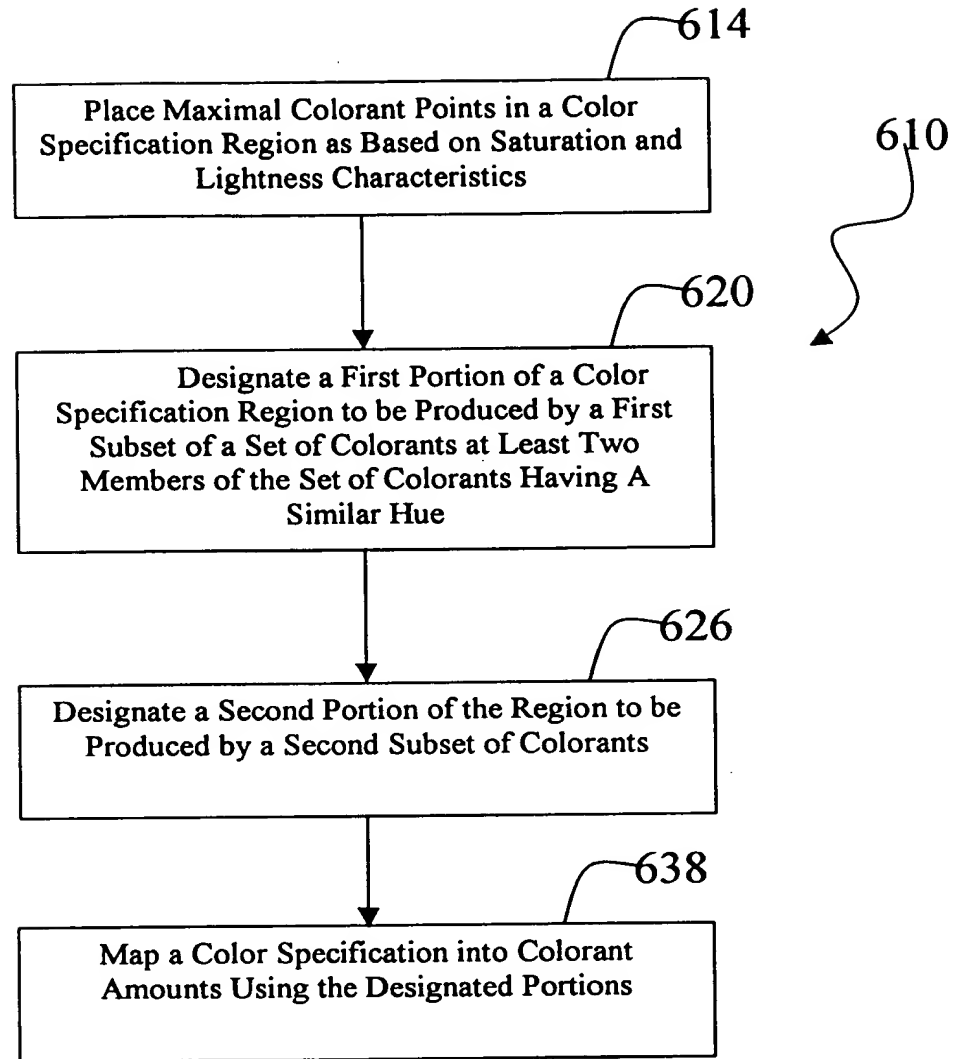 614
Place Maximal Colorant Points in a Color
Specification Region as Based on Saturation and
Lightness Characteristics
610
620
Designate a First Portion of a Color
Specification Region to be Produced by a First
Subset of a Set of Colorants at Least Two
Members of the Set of Colorants Having A
Similar Hue
626
Designate a Second Portion of the Region to be
Produced by a Second Subset of Colorants
638
Map a Color Specification into Colorant
Amounts Using the Designated Portions